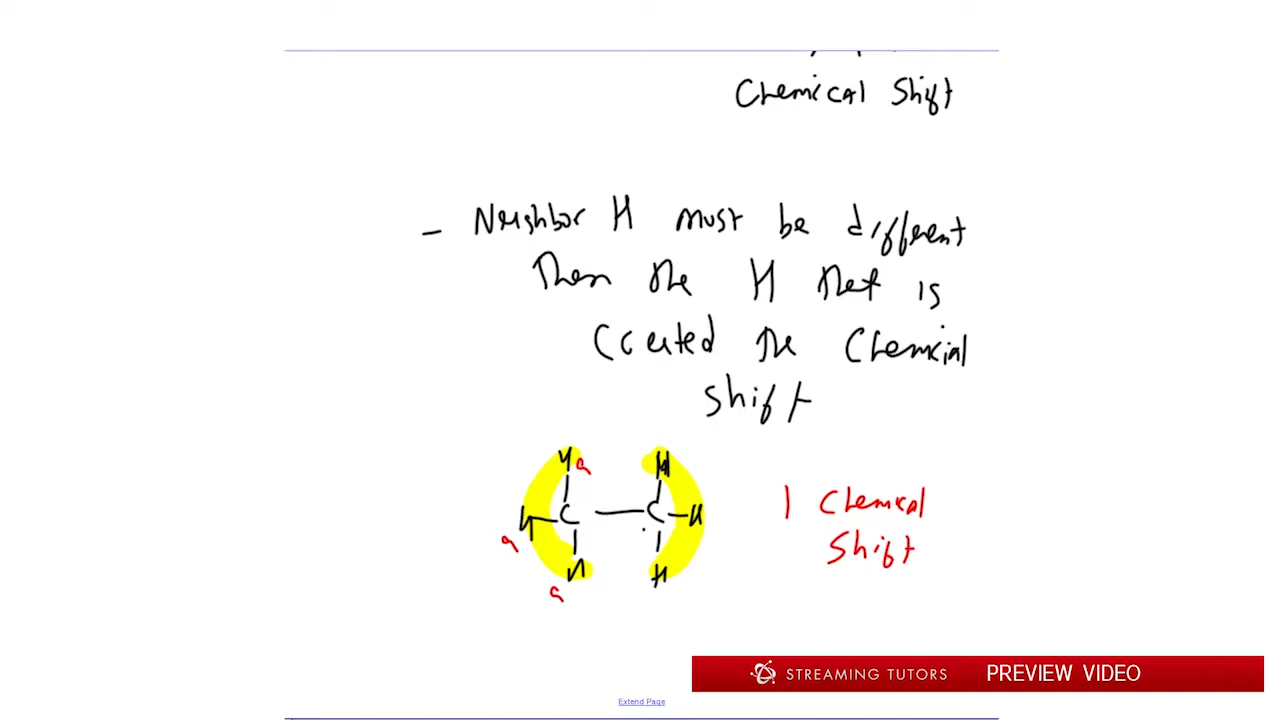 Chemical Shift
- Neighbor H must be different
Then the H that is
Created the Chemcial
Shift
H a H
H C C H
a
H H
a
1 Chemical
Shift
STREAMING TUTORS PREVIEW VIDEO
Extend Page